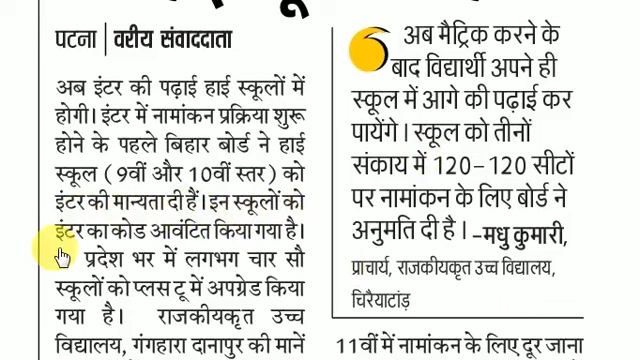 पटना | वरीय संवाददाता
अब इंटर की पढ़ाई हाई स्कूलों में
होगी। इंटर में नामांकन प्रक्रिया शुरू
होने के पहले बिहार बोर्ड ने हाई
स्कूल (9वीं और 10वीं स्तर) को
इंटर की मान्यता दी हैं। इन स्कूलों को
इंटर का कोड आवंटित किया गया है।
प्रदेश भर में लगभग चार सौ
स्कूलों को प्लस टू में अपग्रेड किया
गया है। राजकीयकृत उच्च
विद्यालय, गंगहारा दानापुर की मानें
अब मैट्रिक करने के
बाद विद्यार्थी अपने ही
स्कूल में आगे की पढ़ाई कर
पायेंगे। स्कूल को तीनों
संकाय में 120-120 सीटों
पर नामांकन के लिए बोर्ड ने
अनुमति दी है। -मधु कुमारी,
प्राचार्य, राजकीयकृत उच्च विद्यालय,
चिरैयाटांड़
11वीं में नामांकन के लिए दूर जाना